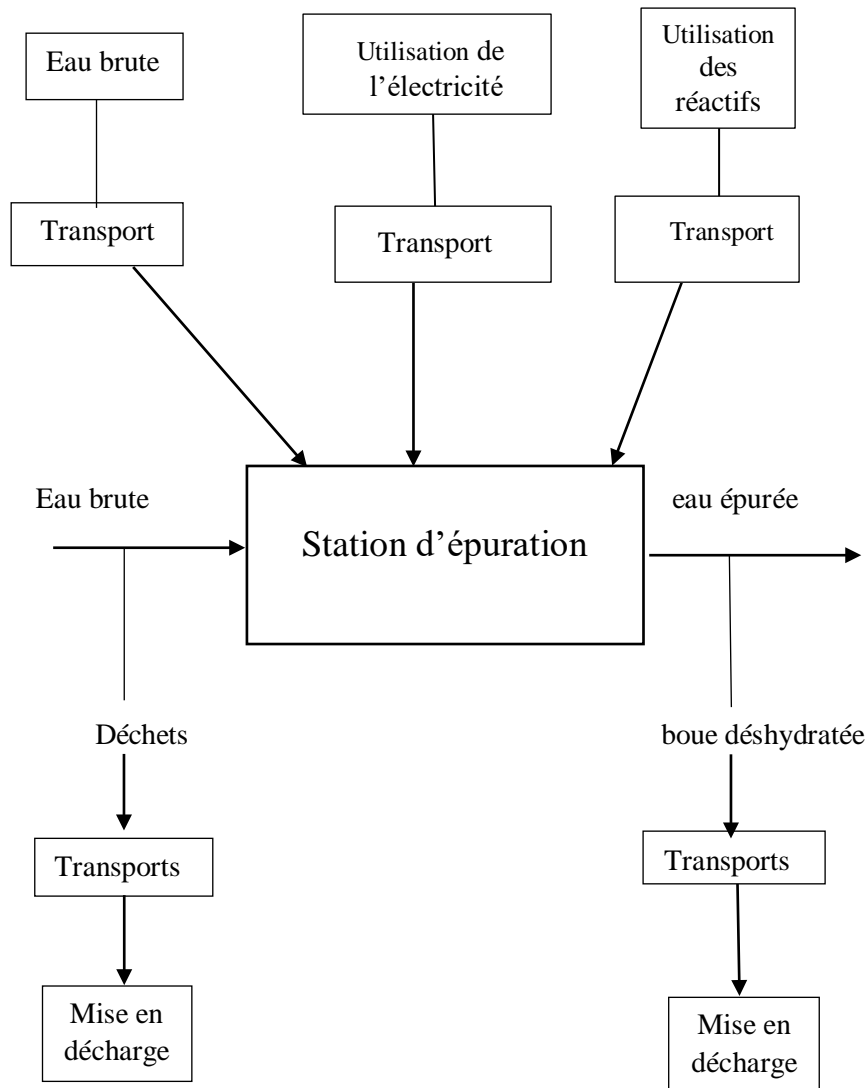 Eau brute
Utilisation de
l’électricité
Utilisation
des
réactifs
Transport
Transport
Transport
Eau brute
Station d’épuration
eau épurée
Déchets
boue déshydratée
Transports
Transports
Mise en
décharge
Mise en
décharge